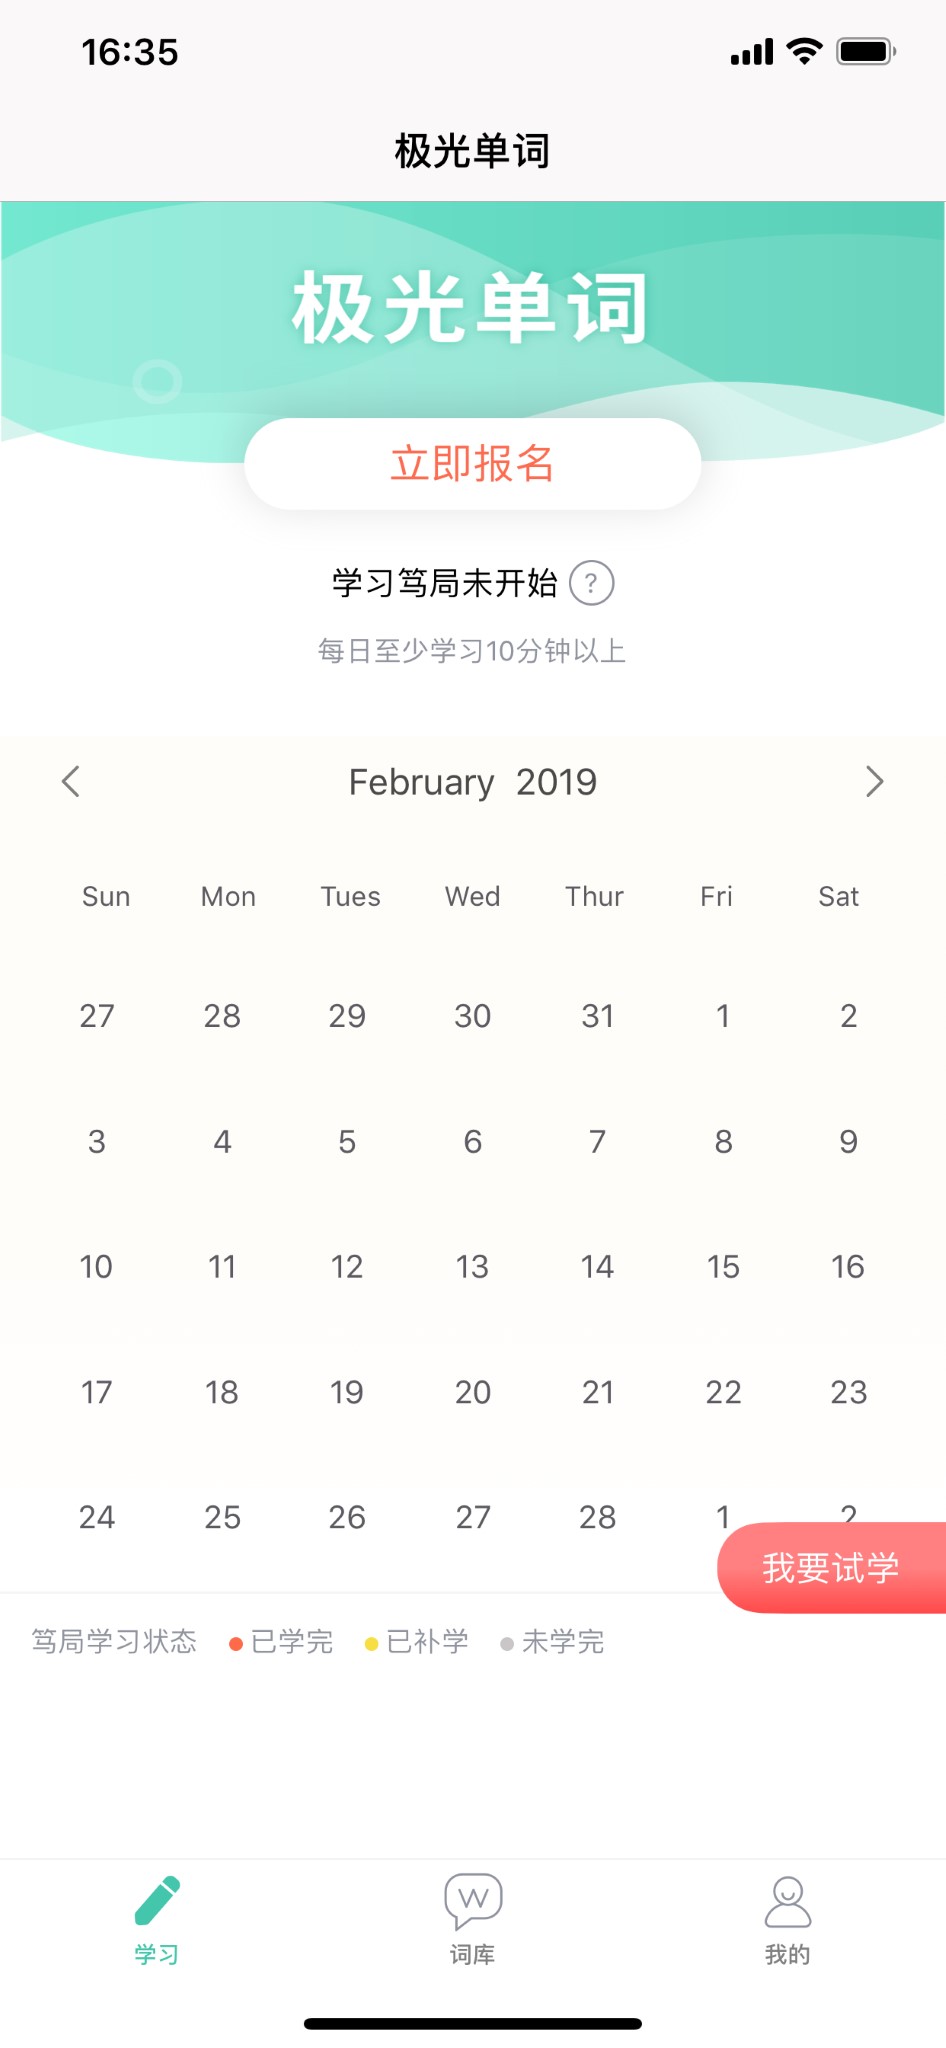 16:35
极光单词
极光单词
立即报名
学习笃局未开始 ?
每日至少学习10分钟以上
February 2019
Sun Mon Tues Wed Thur Fri Sat
27 28 29 30 31 1 2
3 4 5 6 7 8 9
10 11 12 13 14 15 16
17 18 19 20 21 22 23
24 25 26 27 28 1 2
我要试学
笃局学习状态 已学完 已补学 未学完
W
学习 词库 我的